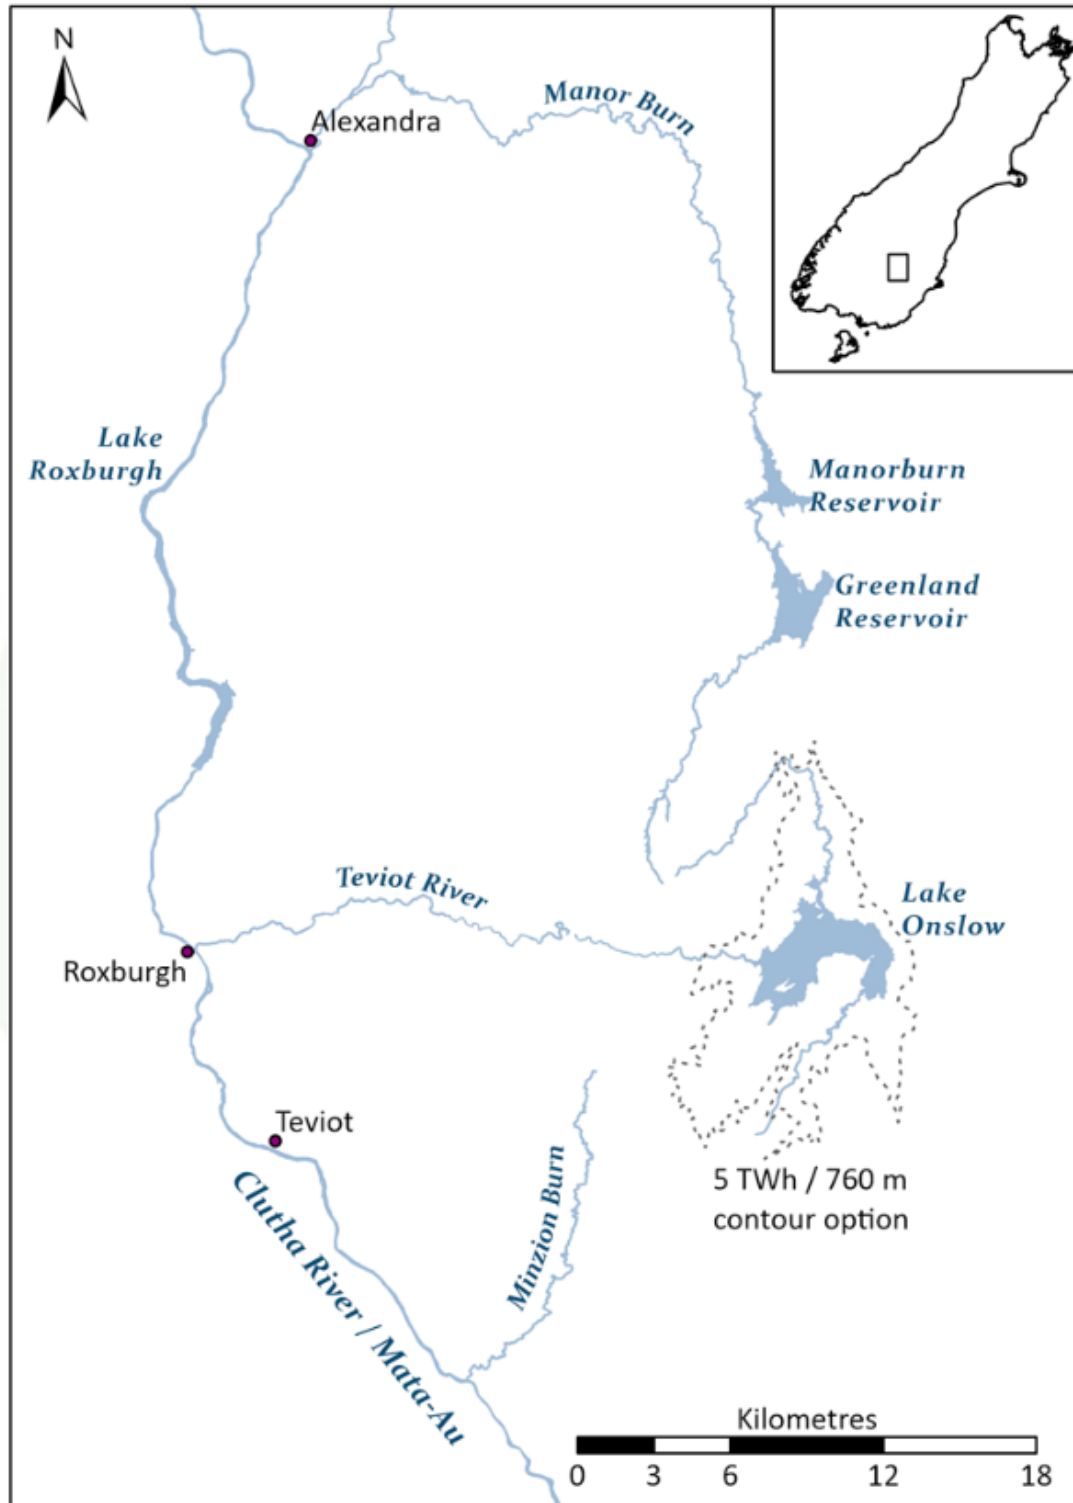 N
Alexandra
Manor Burn
Lake
Roxburgh
Manorburn
Reservoir
Greenland
Reservoir
Teviot River
Lake
Onslow
Roxburgh
Teviot
Clutha River / Mata-Au
Minzion Burn
5 TWh / 760 m
contour option
Kilometres
0 3 6 12 18